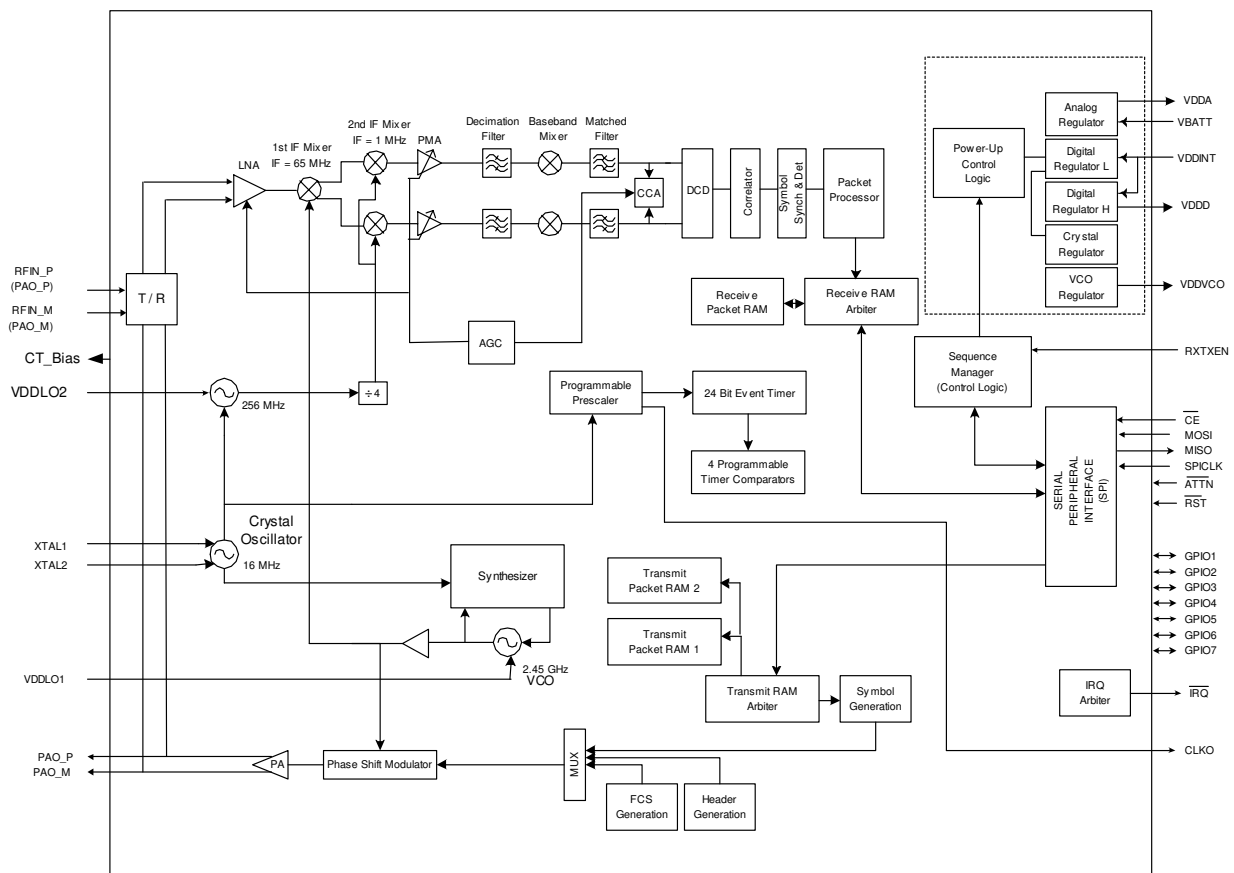 2nd IF Mixer
IF = 1 MHz
PMA
Decimation
Filter
Baseband
Mixer
Matched
Filter
1st IF Mixer
IF = 65 MHz
LNA
CCA
DCD
Correlator
Symbol
Synch & Det
Packet
Processor
Power-Up
Control
Logic
Analog
Regulator
Digital
Regulator L
Digital
Regulator H
Crystal
Regulator
VCO
Regulator
VDDA
VBATT
VDDINT
VDDD
VDDVCO
RFIN_P
(PAO_P)
RFIN_M
(PAO_M)
T / R
CT_Bias
VDDLO2
256 MHz
÷4
AGC
Receive
Packet RAM
Receive RAM
Arbiter
Sequence
Manager
(Control Logic)
RXTXEN
Programmable
Prescaler
24 Bit Event Timer
4 Programmable
Timer Comparators
SERIAL
PERIPHERAL
INTERFACE
(SPI)
CE
MOSI
MISO
SPICLK
ATTN
RST
Crystal
Oscillator
XTAL1
XTAL2
16 MHz
Synthesizer
2.45 GHz
VCO
VDDLO1
Transmit
Packet RAM 2
Transmit
Packet RAM 1
Transmit RAM
Arbiter
Symbol
Generation
GPIO1
GPIO2
GPIO3
GPIO4
GPIO5
GPIO6
GPIO7
IRQ
Arbiter
IRQ
CLKO
PAO_P
PAO_M
PA
Phase Shift Modulator
MUX
FCS
Generation
Header
Generation